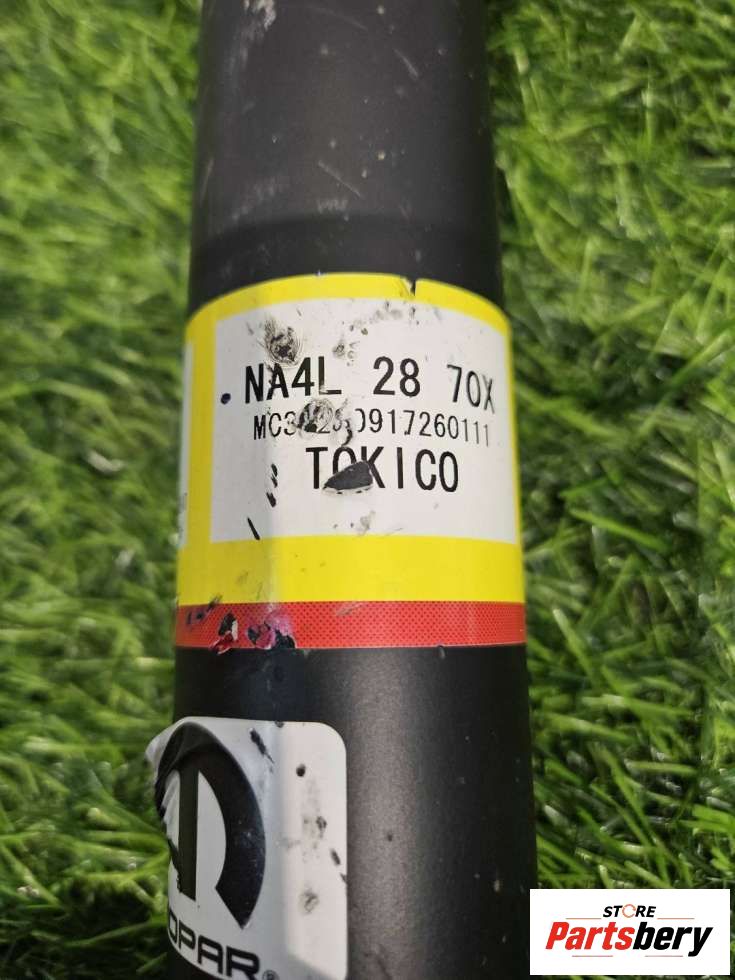 NA4L 28 70X
TOKICO
STORE
Partsbery